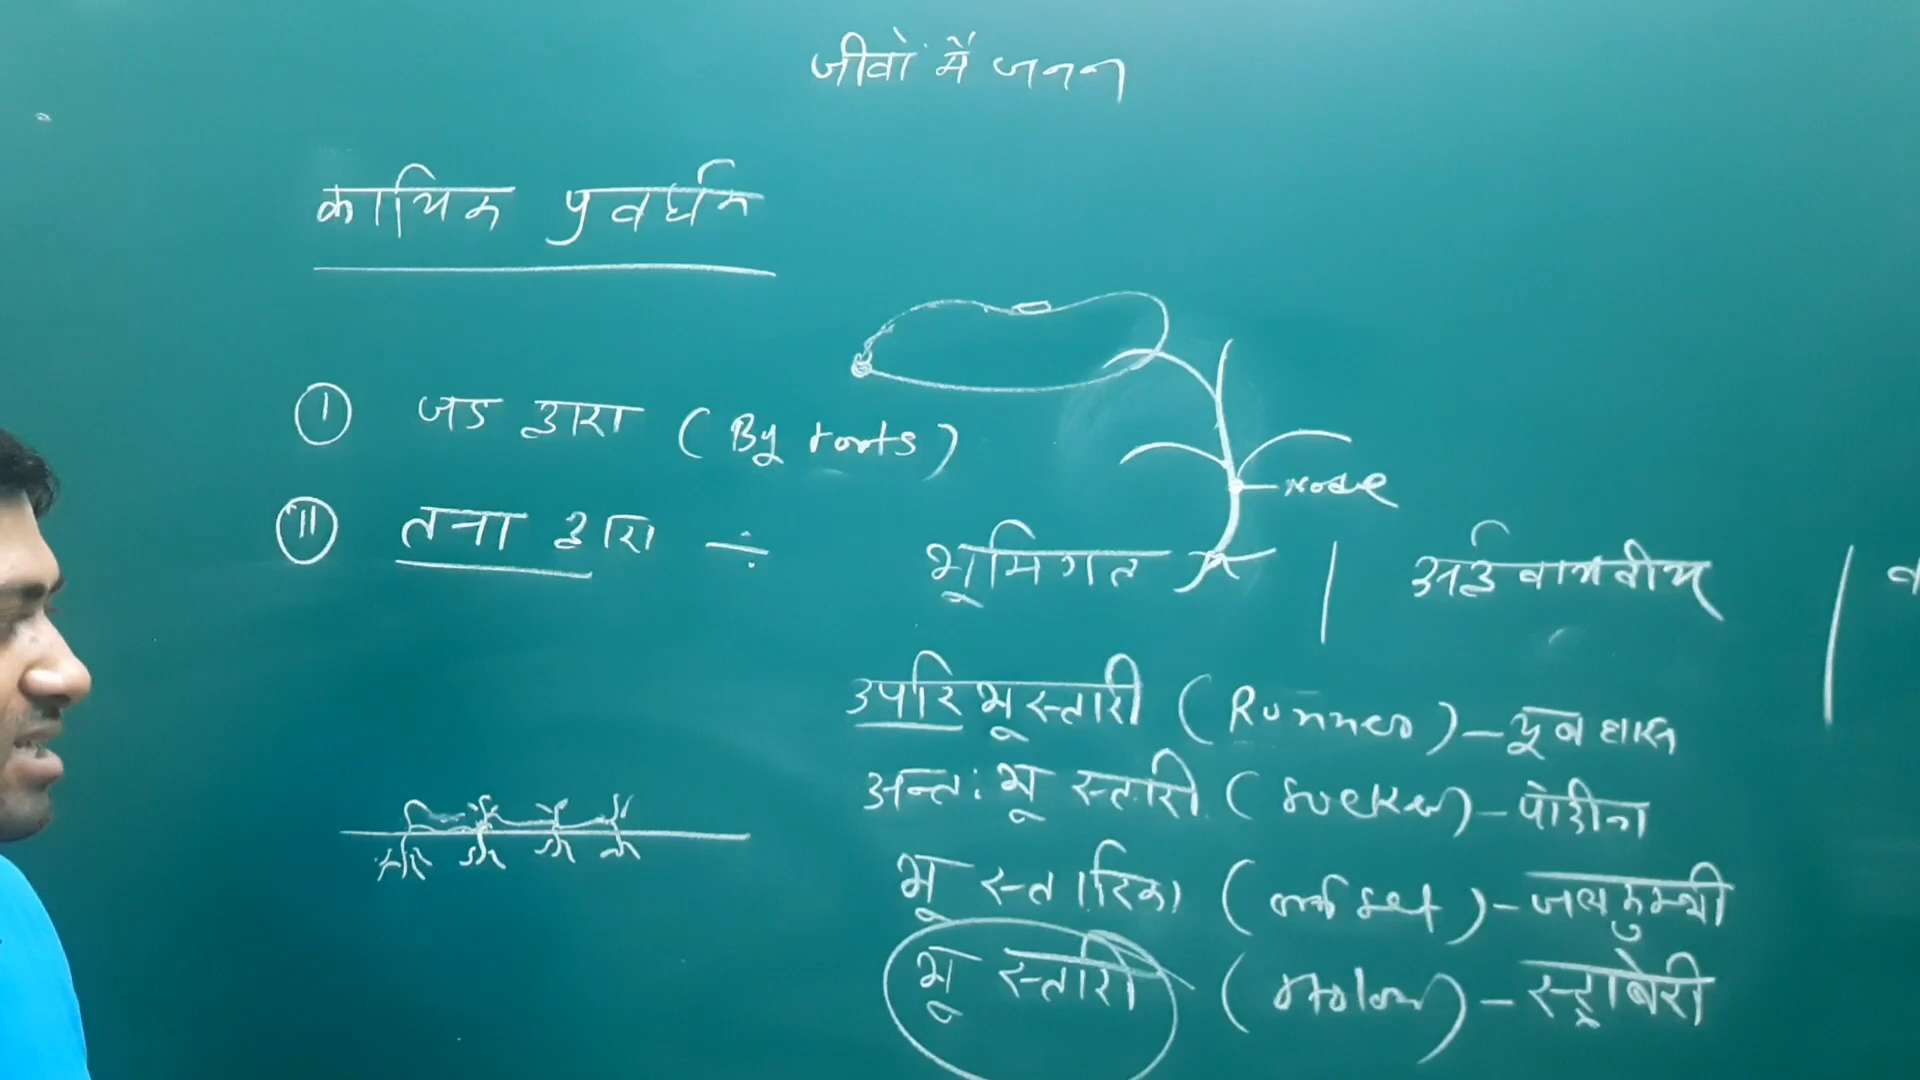 जीवों में जनन
कायिक प्रवर्धन
① जड द्वारा (By roots)
Node
② तना द्वारा ÷ भूमिगत | अर्द्धवायवीय |
उपरिभूस्तारी (Runner) - दूब घास
अन्तः भू स्तारी (sucker) - पोदीना
भू स्तारिका (offset) - जलकुम्भी
भू स्तारी (stolon) - स्ट्राबेरी